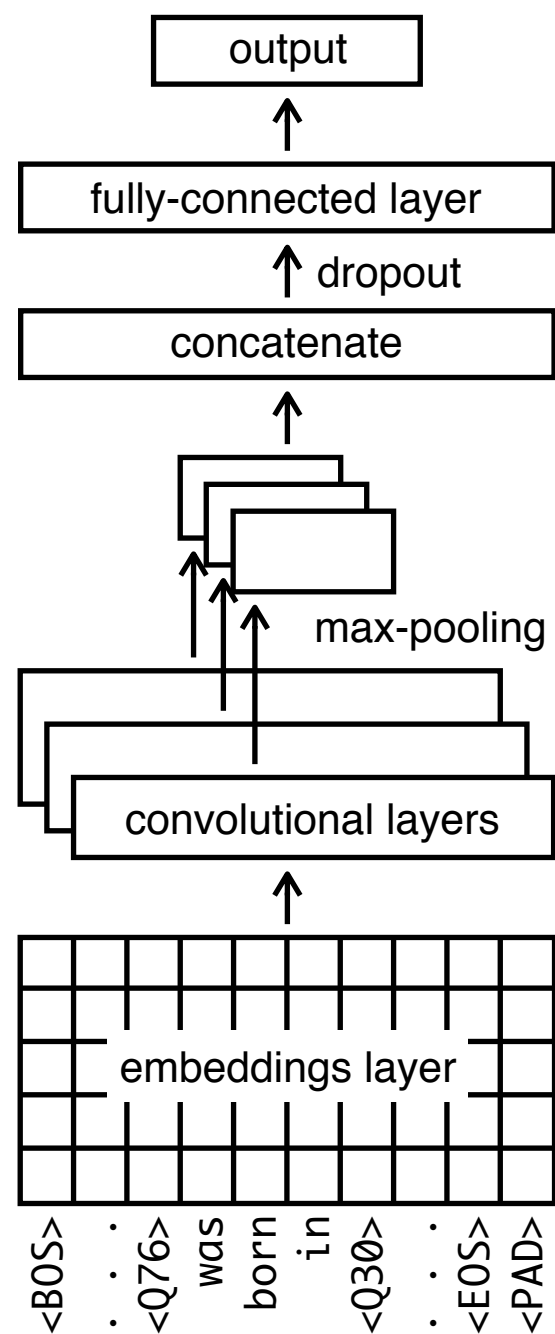 output
fully-connected layer
dropout
concatenate
max-pooling
convolutional layers
embeddings layer
<BOS>
...
<Q76>
was
born
in
<Q30>
...
<EOS>
<PAD>